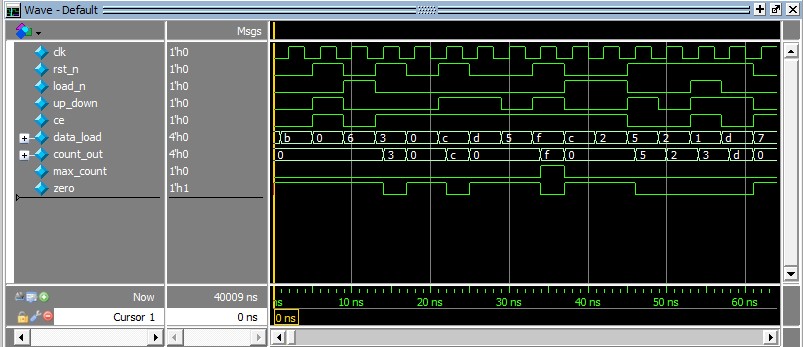 Wave - Default
Msgs
clk 1'h0
rst_n 1'h0
load_n 1'h0
up_down 1'h0
ce 1'h0
data_load 4'h0 b 0 6 3 0 c d 5 f c 2 5 2 1 d 7
count_out 4'h0 0 3 0 c 0 f 0 5 2 3 d 0
max_count 1'h0
zero 1'h1
Now 40009 ns ns 10 ns 20 ns 30 ns 40 ns 50 ns 60 ns
Cursor 1 0 ns 0 ns